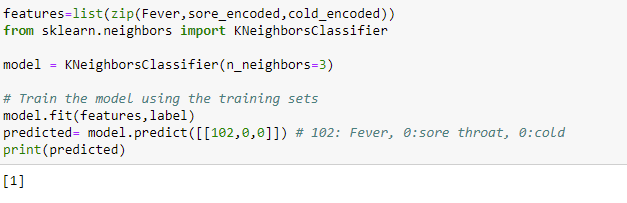 features=list(zip(Fever,sore_encoded,cold_encoded))
from sklearn.neighbors import KNeighborsClassifier
model = KNeighborsClassifier(n_neighbors=3)
# Train the model using the training sets
model.fit(features,label)
predicted= model.predict([[102,0,0]]) # 102: Fever, 0:sore throat, 0:cold
print(predicted)
[1]